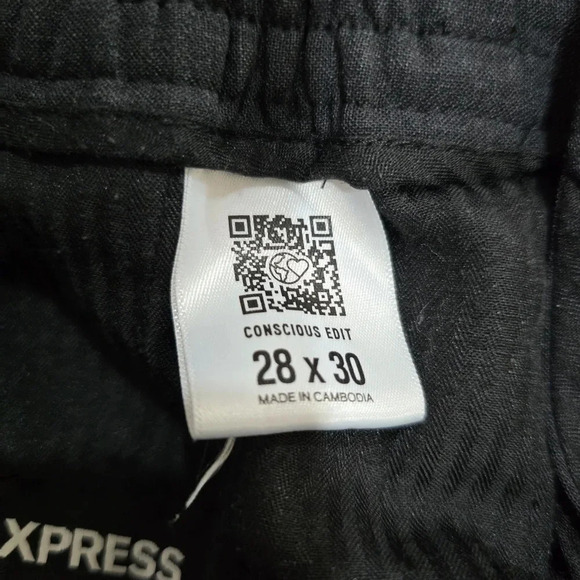 CONSCIOUS EDIT
28 x 30
MADE IN CAMBODIA
XPRESS